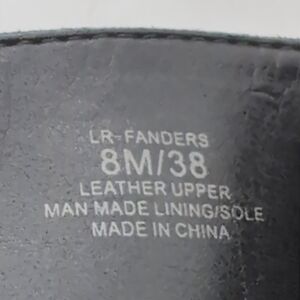 LR-FANDERS
8M/38
LEATHER UPPER
MAN MADE LINING/SOLE
MADE IN CHINA